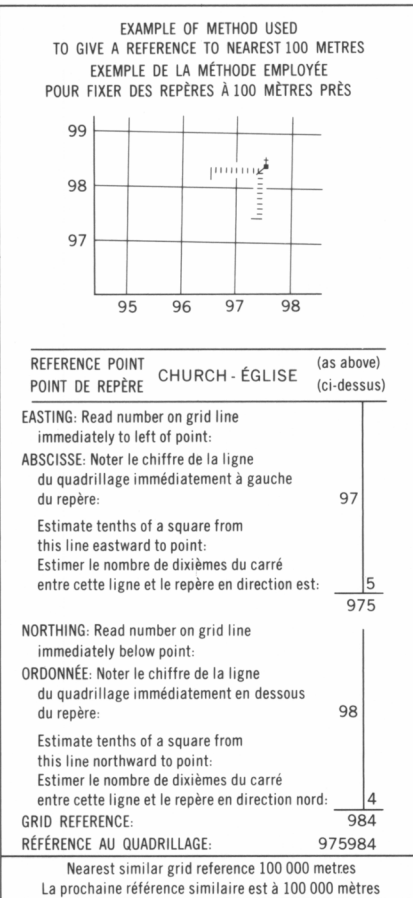 EXAMPLE OF METHOD USED
TO GIVE A REFERENCE TO NEAREST 100 METRES
EXEMPLE DE LA MÉTHODE EMPLOYÉE
POUR FIXER DES REPÈRES À 100 MÈTRES PRÈS
99
98
97
95 96 97 98
REFERENCE POINT
POINT DE REPÈRE
CHURCH - ÉGLISE
(as above)
(ci-dessus)
EASTING: Read number on grid line
immediately to left of point:
ABSCISSE: Noter le chiffre de la ligne
du quadrillage immédiatement à gauche
du repère: 97
Estimate tenths of a square from
this line eastward to point:
Estimer le nombre de dixièmes du carré
entre cette ligne et le repère en direction est: 5
975
NORTHING: Read number on grid line
immediately below point:
ORDONNÉE: Noter le chiffre de la ligne
du quadrillage immédiatement en dessous
du repère: 98
Estimate tenths of a square from
this line northward to point:
Estimer le nombre de dixièmes du carré
entre cette ligne et le repère en direction nord: 4
GRID REFERENCE: 984
RÉFÉRENCE AU QUADRILLAGE: 975984
Nearest similar grid reference 100 000 metres
La prochaine référence similaire est à 100 000 mètres